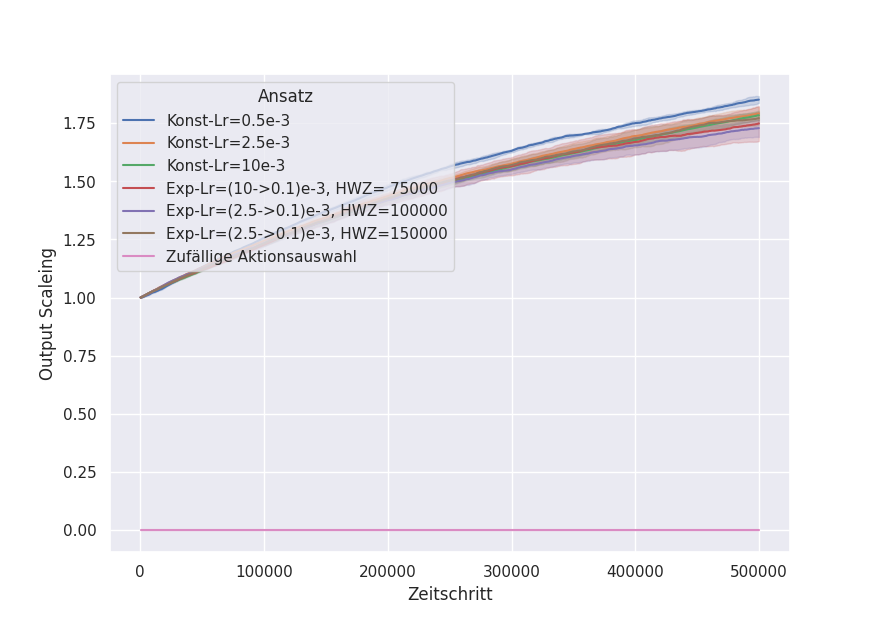 Ansatz
Konst-Lr=0.5e-3
Konst-Lr=2.5e-3
Konst-Lr=10e-3
Exp-Lr=(10->0.1)e-3, HWZ= 75000
Exp-Lr=(2.5->0.1)e-3, HWZ=100000
Exp-Lr=(2.5->0.1)e-3, HWZ=150000
Zufällige Aktionsauswahl
Output Scaleing
1.75
1.50
1.25
1.00
0.75
0.50
0.25
0.00
0 100000 200000 300000 400000 500000
Zeitschritt